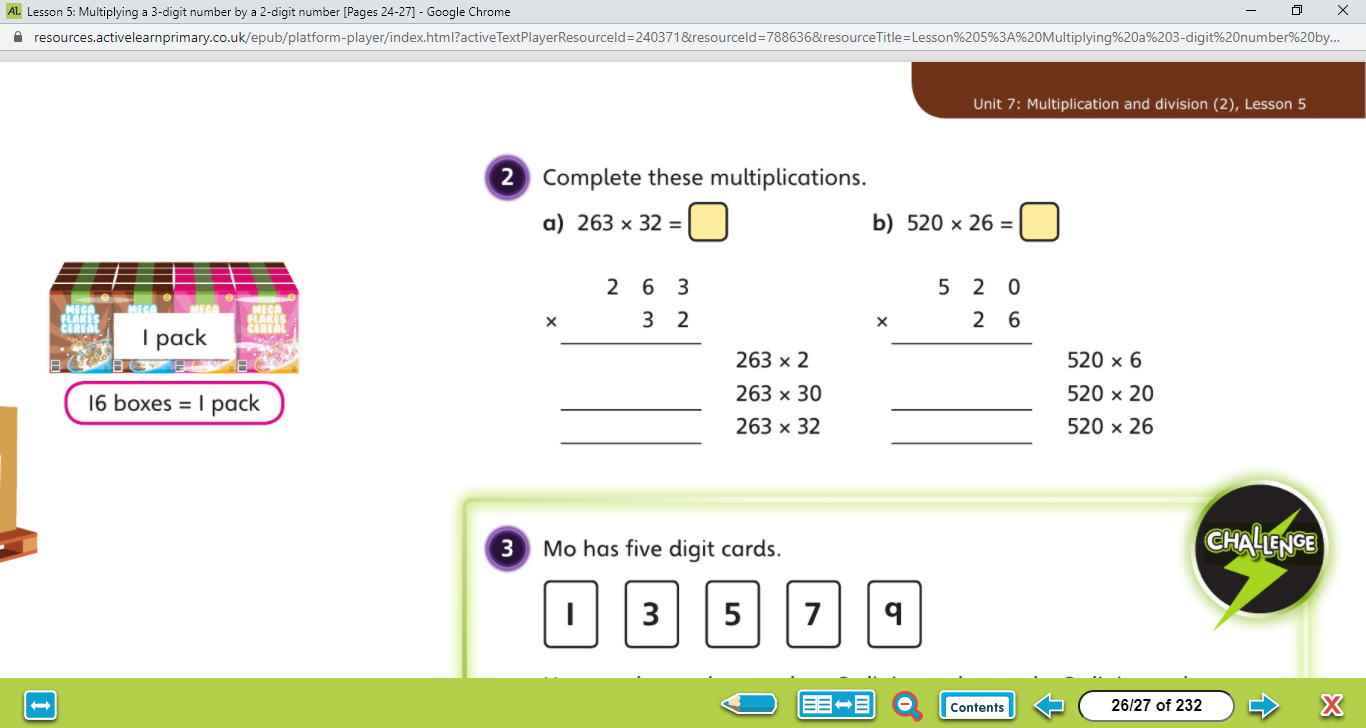 Lesson 5: Multiplying a 3-digit number by a 2-digit number [Pages 24-27] - Google Chrome
resources.activelearnprimary.co.uk/epub/platform-player/index.html?activeTextPlayerResourceId=240371&resourceId=788636&resourceTitle=Lesson%205%3A%20Multiplying%20a%203-digit%20number%20by...
Unit 7: Multiplication and division (2), Lesson 5
2 Complete these multiplications.
a) 263 × 32 =
b) 520 × 26 =
2 6 3
× 3 2
263 × 2
263 × 30
263 × 32
5 2 0
× 2 6
520 × 6
520 × 20
520 × 26
MEGA FLAKES CEREAL
1 pack
16 boxes = 1 pack
CHALLENGE
3 Mo has five digit cards.
1 3 5 7 9
Contents
26/27 of 232